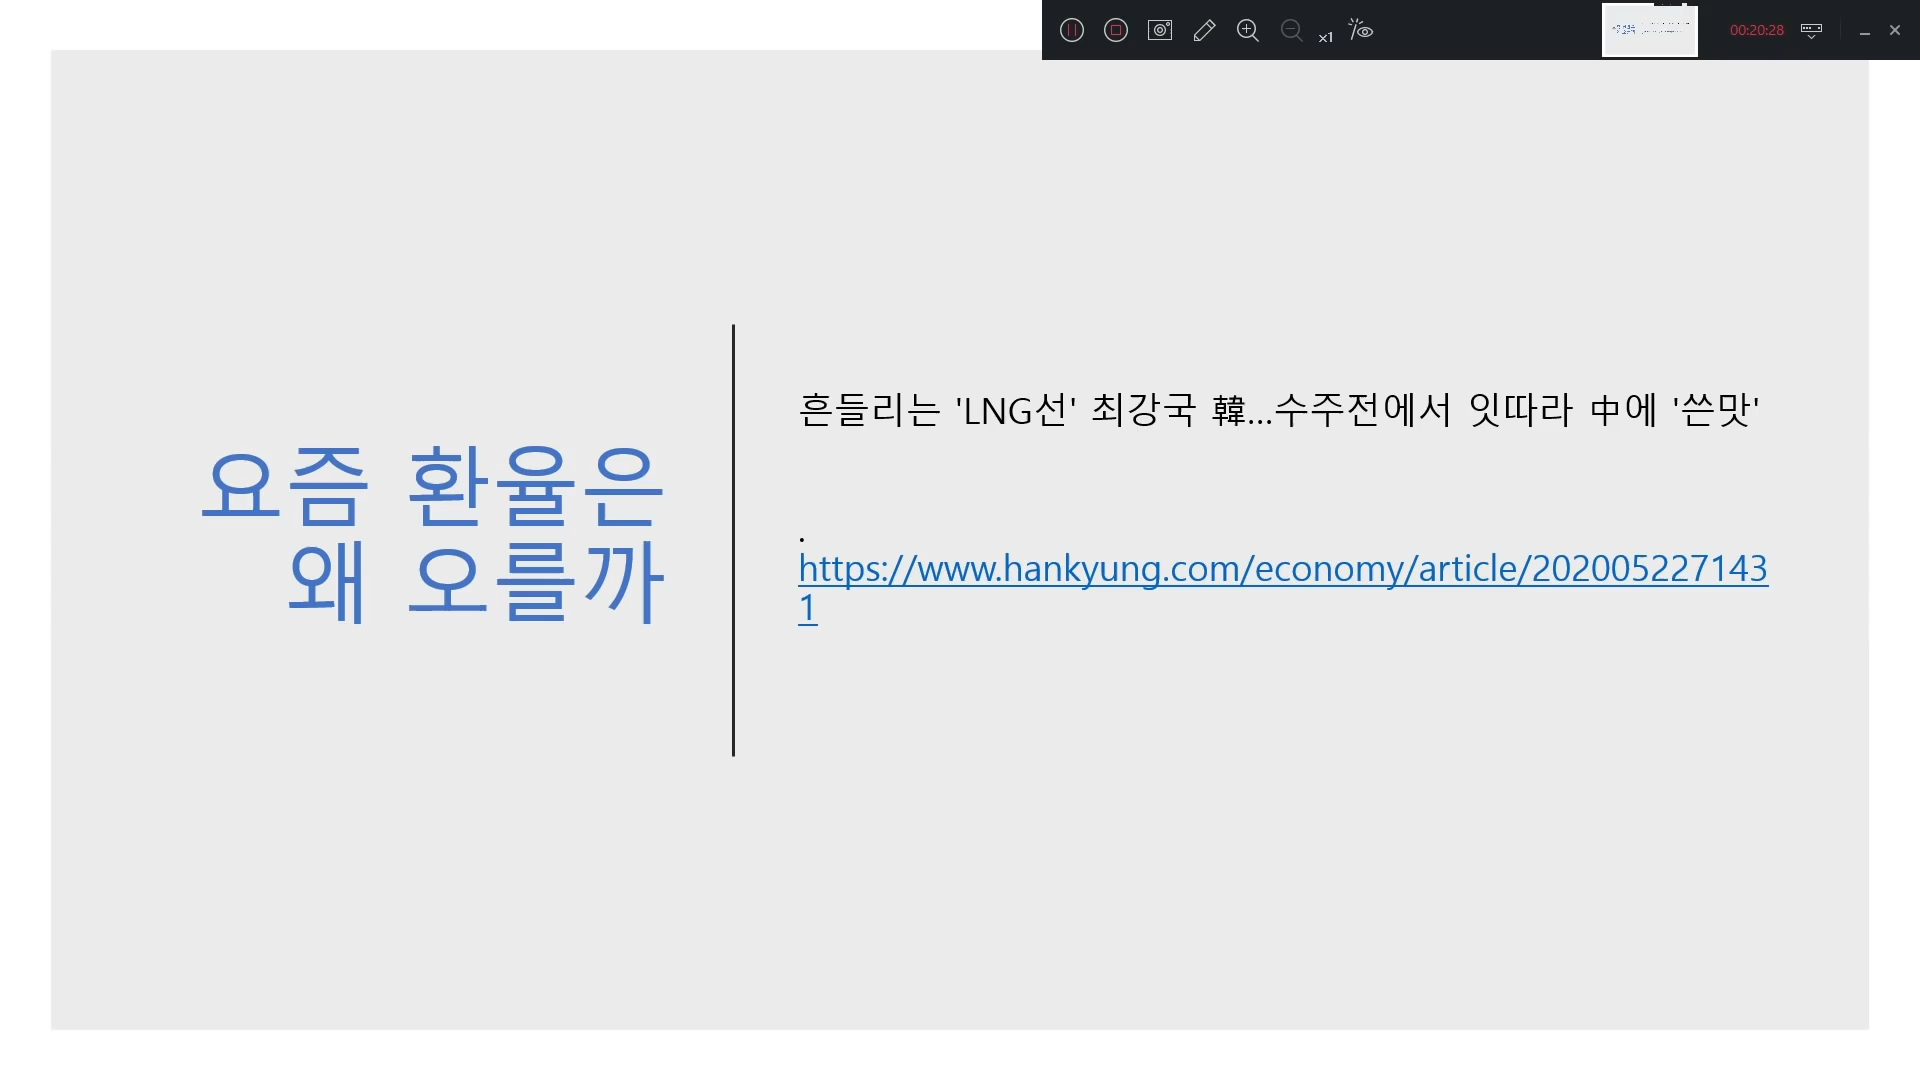 x1
00:20:28
요즘 환율은
왜 오를까
흔들리는 'LNG선' 최강국 韓...수주전에서 잇따라 中에 '쓴맛'
.
https://www.hankyung.com/economy/article/202005227143
1